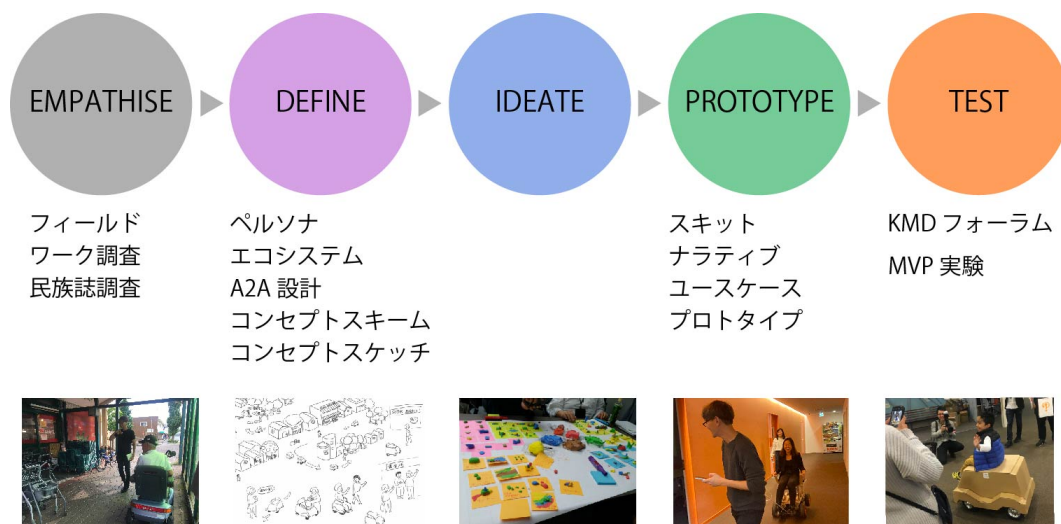 EMPATHISE
DEFINE
IDEATE
PROTOTYPE
TEST
フィールド
ワーク調査
民族誌調査
ペルソナ
エコシステム
A2A 設計
コンセプトスキーム
コンセプトスケッチ
スキット
ナラティブ
ユースケース
プロトタイプ
KMD フォーラム
MVP 実験